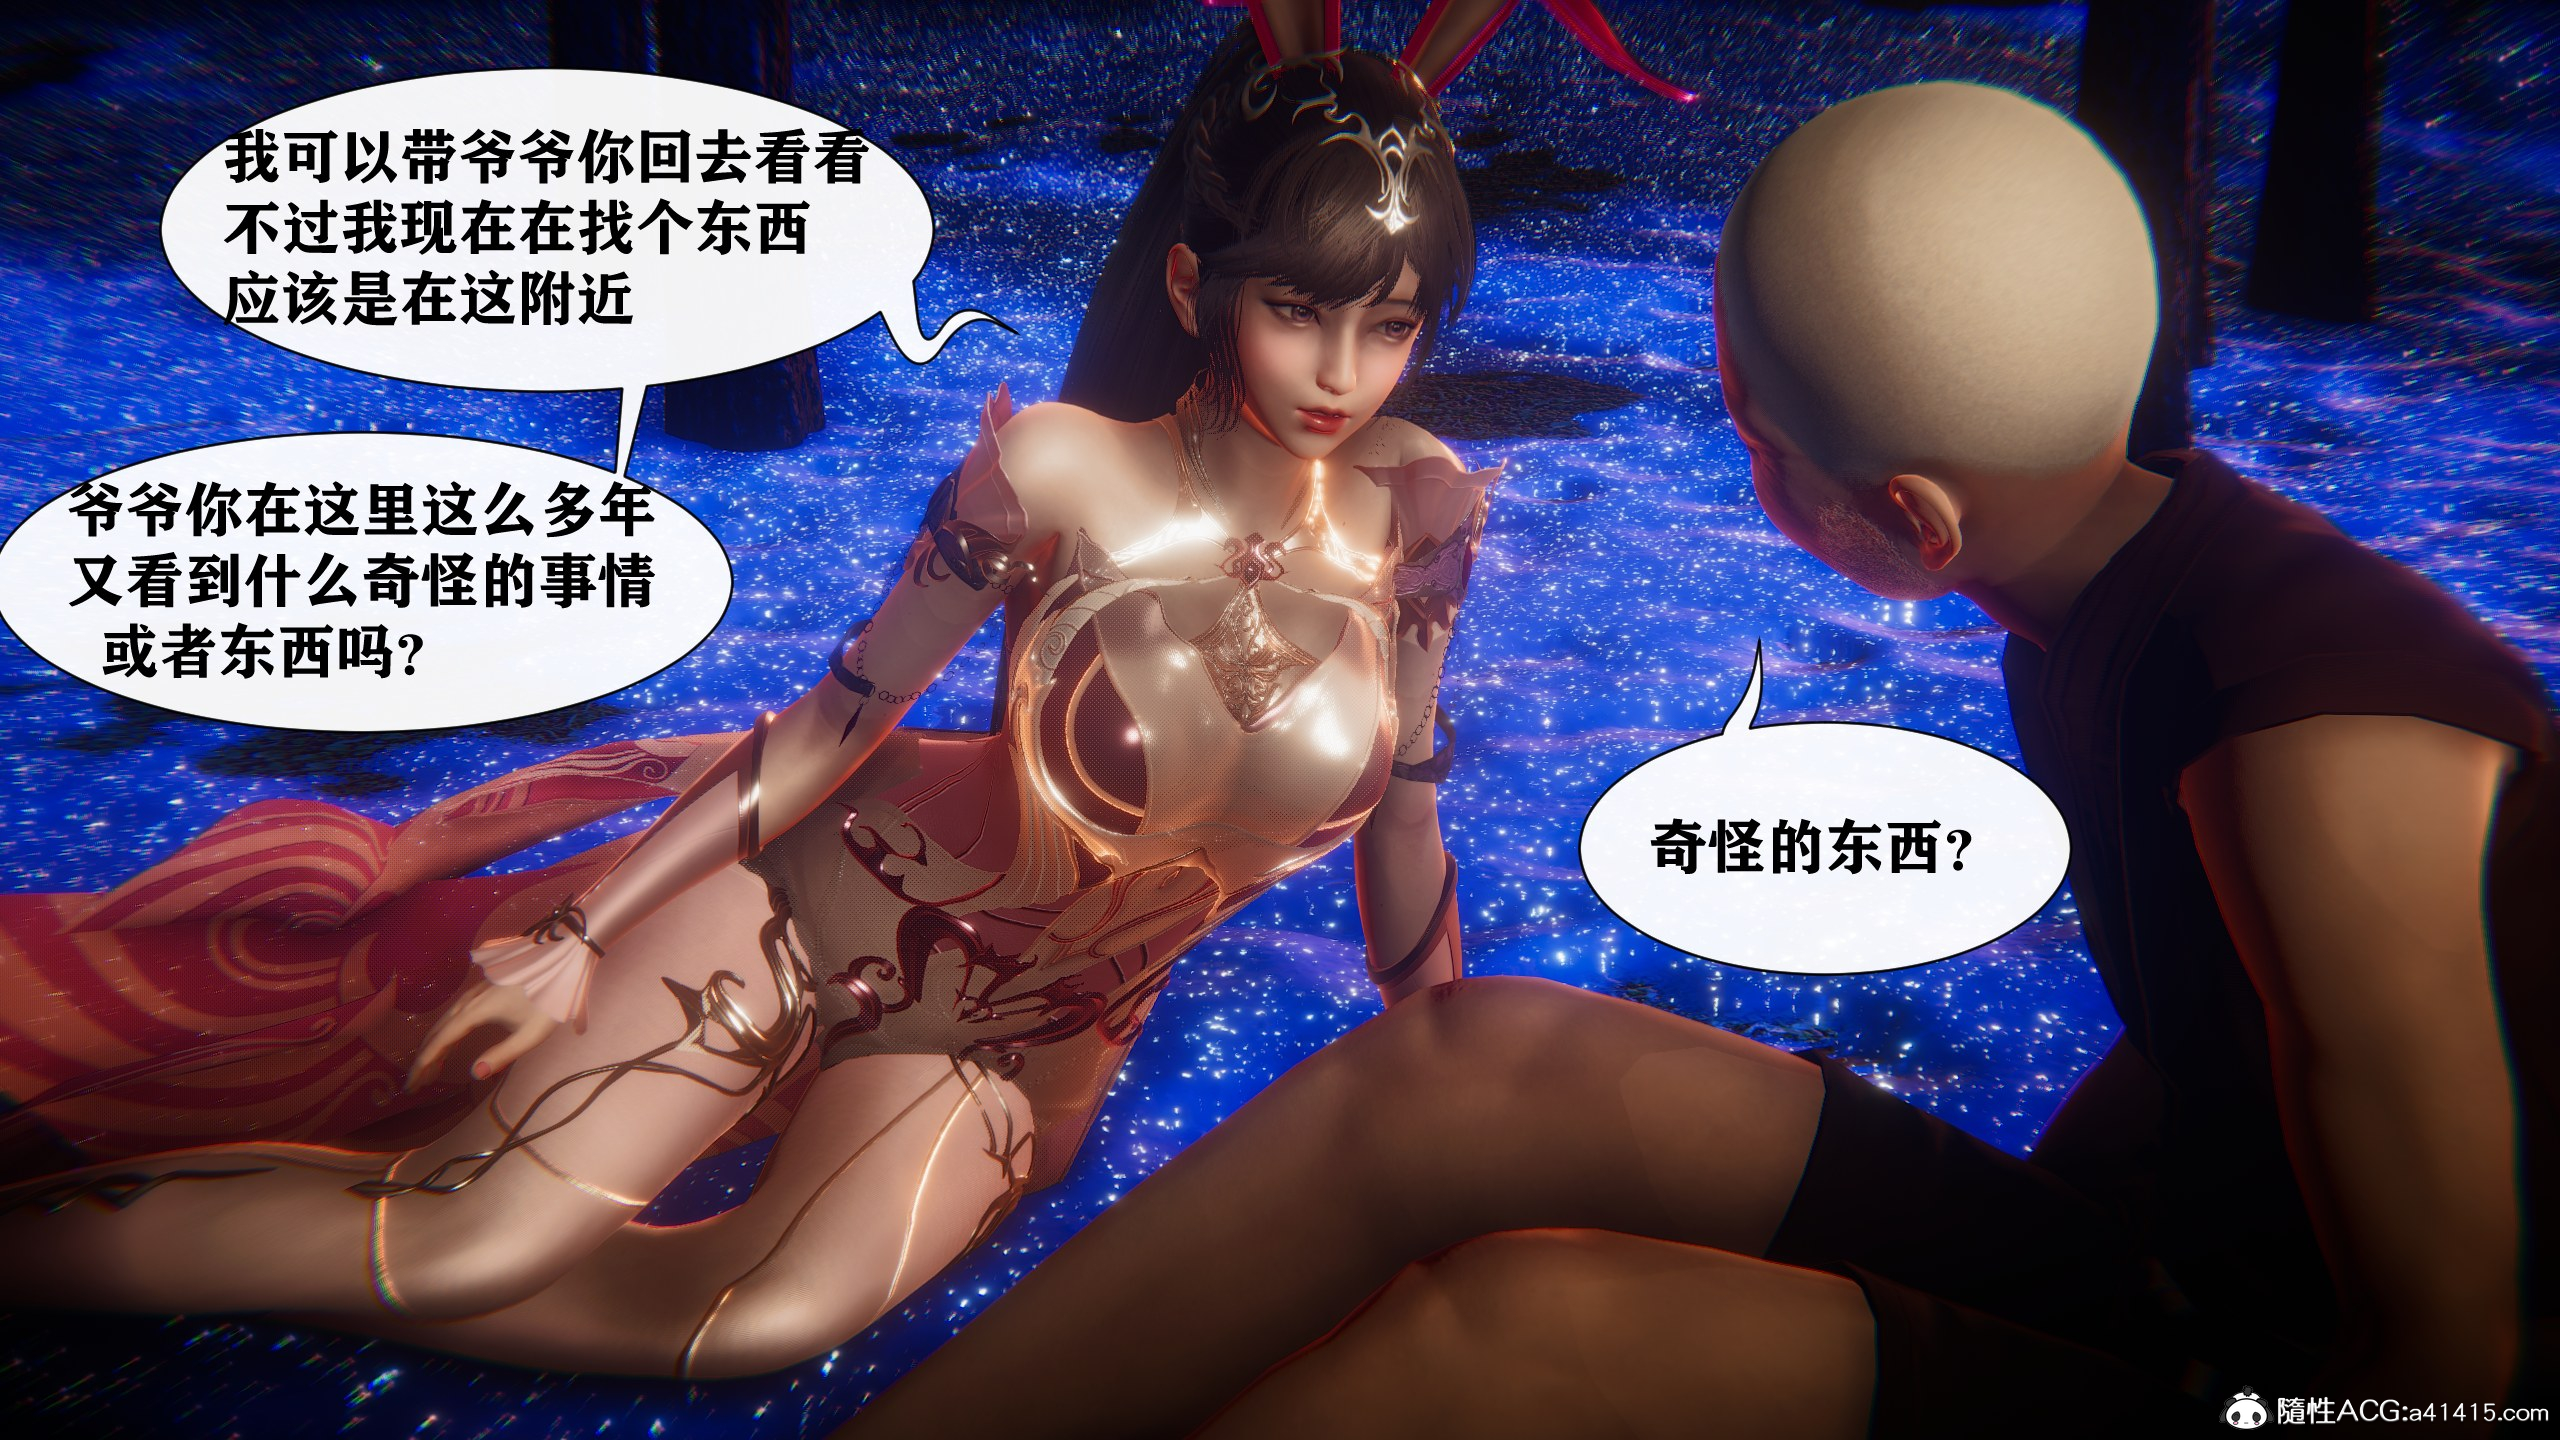 我可以带爷爷你回去看看
不过我现在在找个东西
应该是在这附近
爷爷你在这里这么多年
又看到什么奇怪的事情
或者东西吗?
奇怪的东西?
隨性ACG:a41415.com